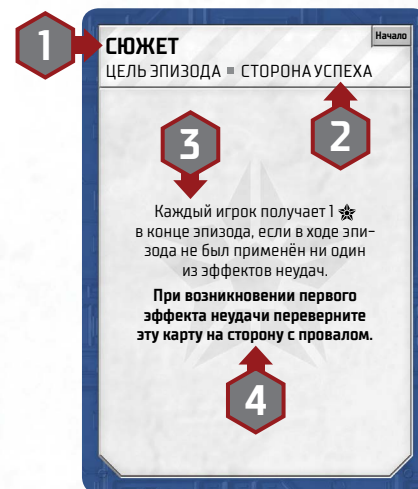 1
СЮЖЕТ
Начало
ЦЕЛЬ ЭПИЗОДА ▪ СТОРОНА УСПЕХА
3
2
Каждый игрок получает 1
в конце эпизода, если в ходе эпи-
зода не был применён ни один
из эффектов неудач.
При возникновении первого
эффекта неудачи переверните
эту карту на сторону с провалом.
4